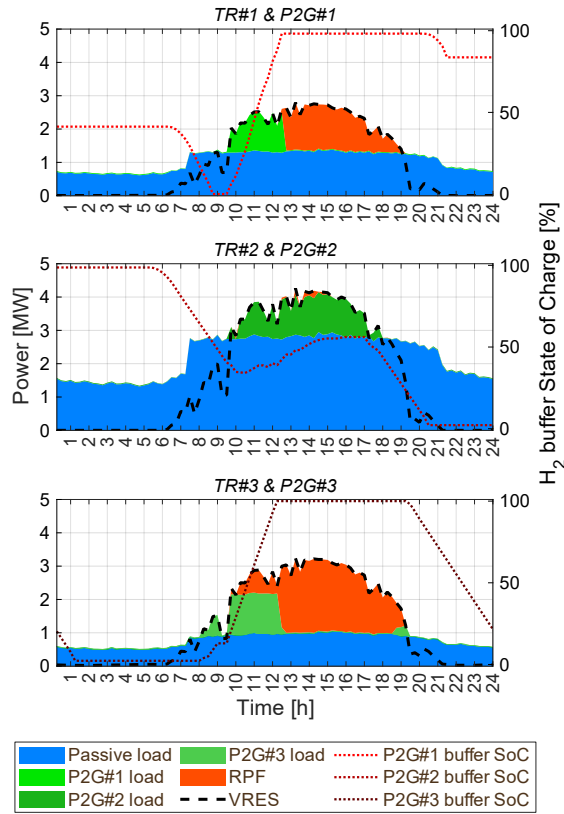 TR#1 & P2G#1
5
4
3
2
1
0
100
50
0
1 2 3 4 5 6 7 8 9 10 11 12 13 14 15 16 17 18 19 20 21 22 23 24
TR#2 & P2G#2
5
4
3
2
1
0
100
50
0
1 2 3 4 5 6 7 8 9 10 11 12 13 14 15 16 17 18 19 20 21 22 23 24
Power [MW]
H2 buffer State of Charge [%]
TR#3 & P2G#3
5
4
3
2
1
0
100
50
0
1 2 3 4 5 6 7 8 9 10 11 12 13 14 15 16 17 18 19 20 21 22 23 24
Time [h]
Passive load P2G#3 load P2G#1 buffer SoC
P2G#1 load RPF P2G#2 buffer SoC
P2G#2 load VRES P2G#3 buffer SoC